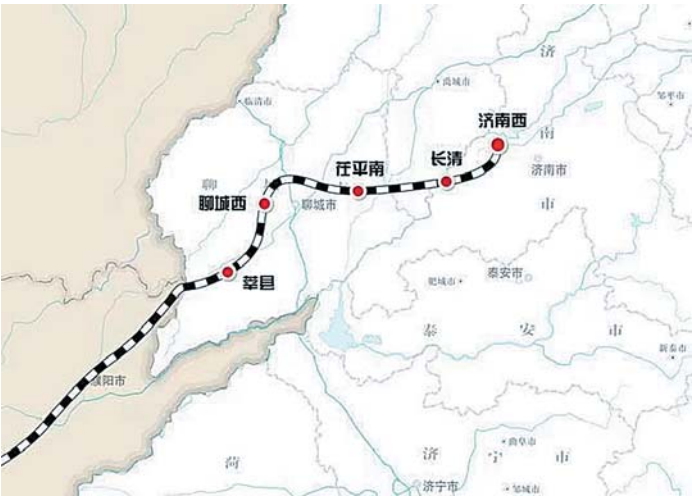 济
禹城市
邹平市
临清市
济南西
南
长清
茌平南
济南市
聊
聊城西
聊城市
市
莘县
肥城市
泰安市
泰
安
市
新泰市
濮阳市
曲阜市
菏
济
宁
市
济宁市
邹城市